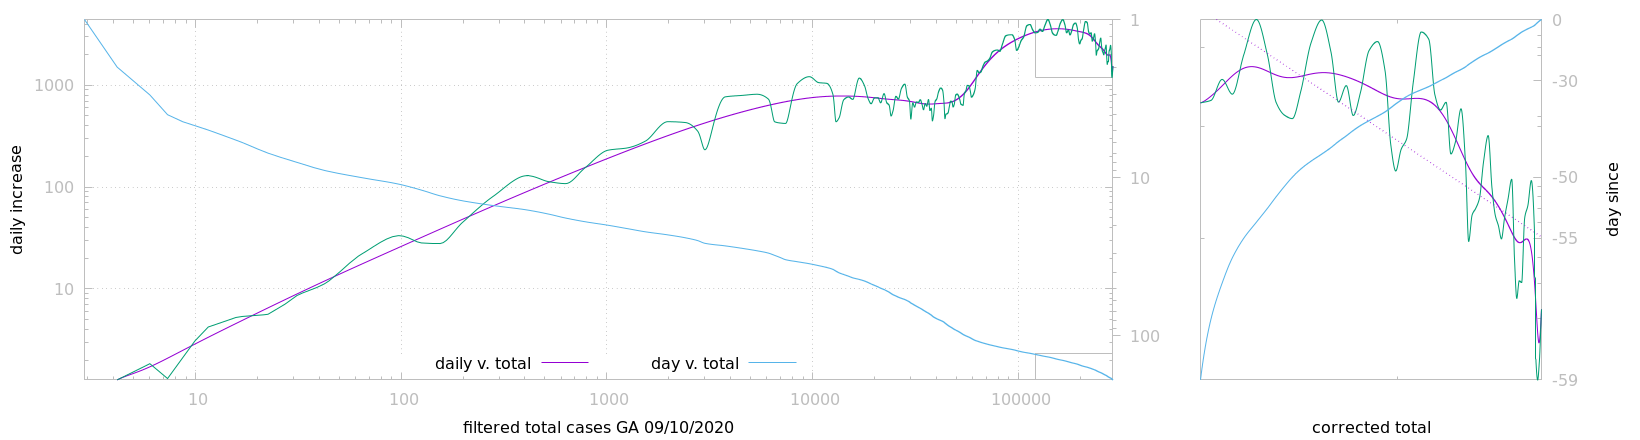 daily increase
1000
100
10
10
100
1000
10000
100000
1
10
100
daily v. total
day v. total
filtered total cases GA 09/10/2020
0
-30
-50
-55
-59
day since
corrected total